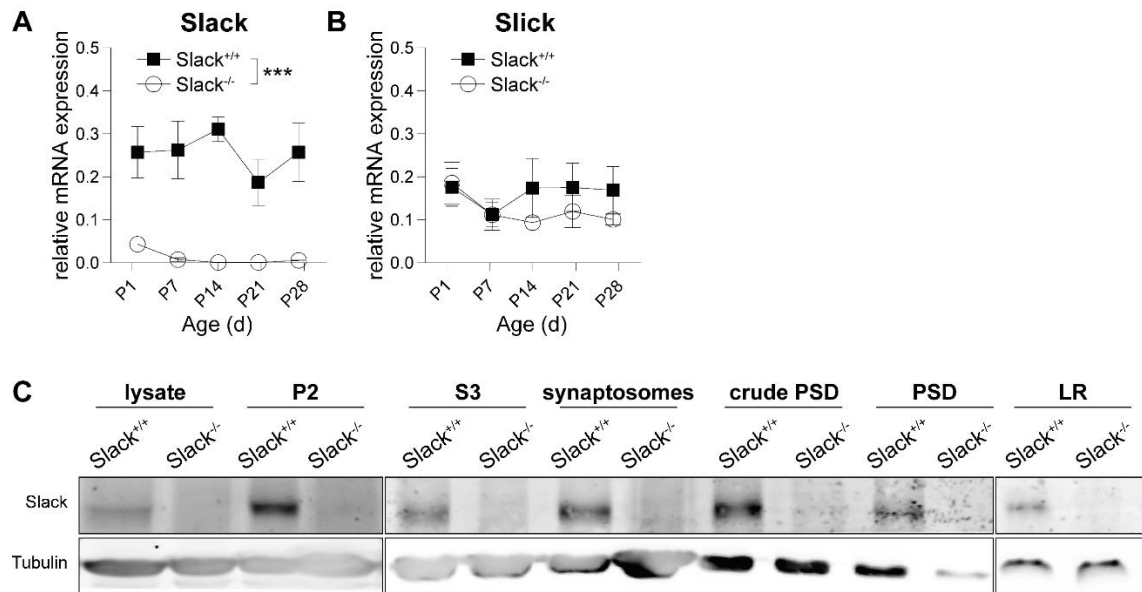 A Slack
relative mRNA expression
0.5
0.4
0.3
0.2
0.1
0.0
Slack+/+
Slack-/-
***
P1 P7 P14 P21 P28
Age (d)
B Slick
relative mRNA expression
0.5
0.4
0.3
0.2
0.1
0.0
Slack+/+
Slack-/-
P1 P7 P14 P21 P28
Age (d)
C lysate P2 S3 synaptosomes crude PSD PSD LR
Slack+/+ Slack-/- Slack+/+ Slack-/- Slack+/+ Slack-/- Slack+/+ Slack-/- Slack+/+ Slack-/- Slack+/+ Slack-/- Slack+/+ Slack-/-
Slack
Tubulin